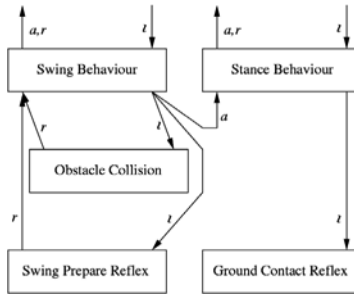 a,r
ι
a,r
ι
Swing Behaviour
Stance Behaviour
r
ι
a
Obstacle Collision
r
ι
ι
Swing Prepare Reflex
Ground Contact Reflex